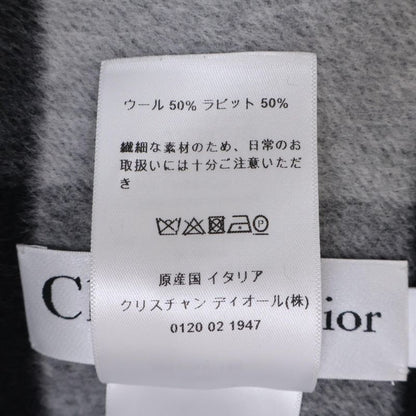 ウール 50% ラビット 50%
繊細な素材のため、日常のお
取扱いには十分ご注意いただ
き
P
原産国 イタリア
クリスチャン ディオール(株)
0120 02 1947
C
ior